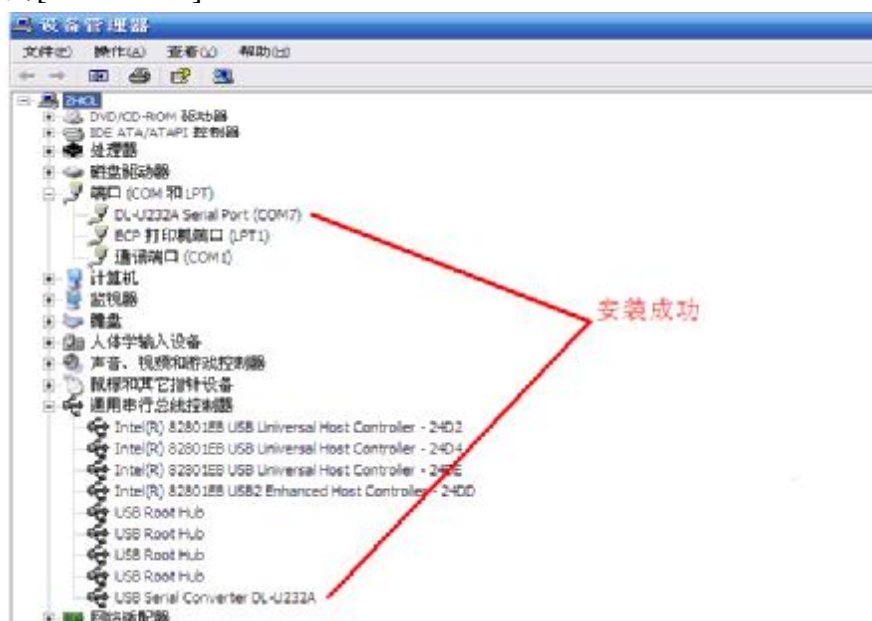 设备管理器
文件(F) 操作(A) 查看(V) 帮助(H)
DVD/CD-ROM 驱动器
IDE ATA/ATAPI 控制器
处理器
磁盘驱动器
端口 (COM 和 LPT)
DL-U232A Serial Port (COM7)
ECP 打印机端口 (LPT1)
通讯端口 (COM1)
计算机
监视器
键盘
人体学输入设备
声音、视频和游戏控制器
鼠标和其它指针设备
通用串行总线控制器
Intel(R) 82801EB USB Universal Host Controller - 24D2
Intel(R) 82801EB USB Universal Host Controller - 24D4
Intel(R) 82801EB USB Universal Host Controller - 24DE
Intel(R) 82801EB USB2 Enhanced Host Controller - 24DD
USB Root Hub
USB Root Hub
USB Root Hub
USB Root Hub
USB Serial Converter DL-U232A
网络适配器
安装成功